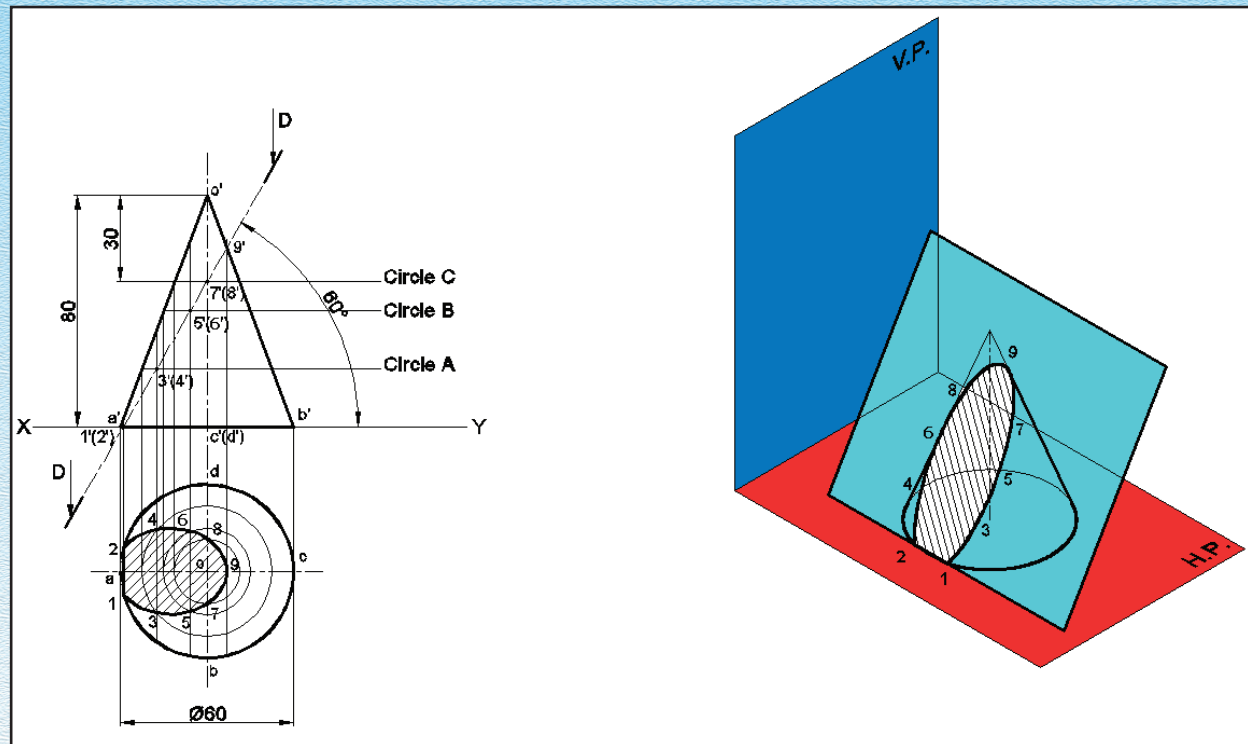 D
o'
30
80
9'
Circle C
7'(8')
60°
Circle B
5'(6')
Circle A
3'(4')
a'
b'
X
Y
1'(2')
c'(d')
D
d
4
6
8
2
a
o
9
c
1
7
3
5
b
Ø60
V.P.
9
8
7
6
5
4
3
2
1
H.P.